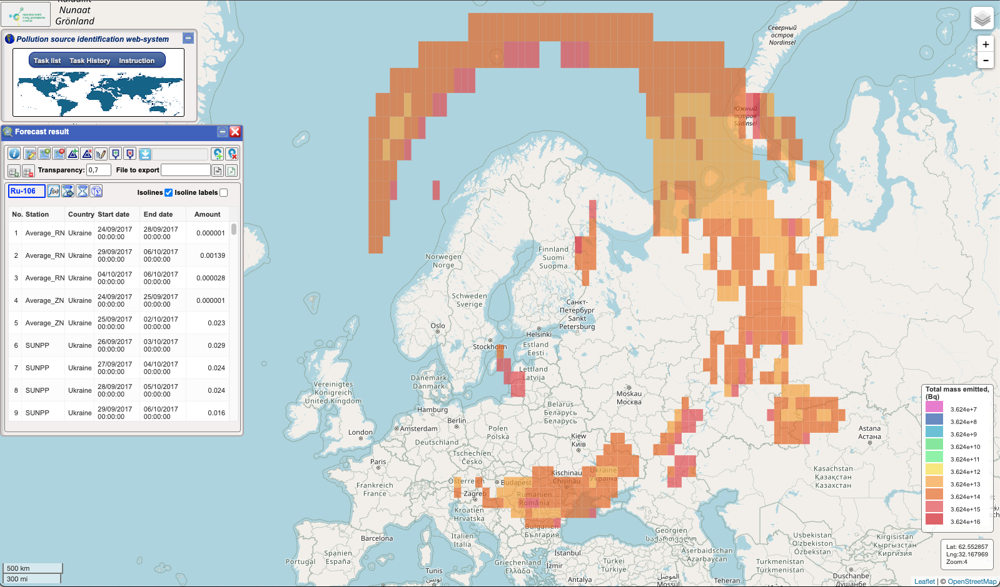 Nunaat
Grönland
Pollution source identification web-system
Task list Task History Instruction
Forecast result
Transparency: 0,7 File to export
Ru-106
f(x)
Isolines Isoline labels
No. Station Country Start date End date Amount
1 Average_RN Ukraine 24/09/2017 00:00:00 28/09/2017 00:00:00 0.000001
2 Average_RN Ukraine 29/09/2017 00:00:00 06/10/2017 00:00:00 0.00139
3 Average_RN Ukraine 04/10/2017 00:00:00 06/10/2017 00:00:00 0.000028
4 Average_ZN Ukraine 24/09/2017 00:00:00 25/09/2017 00:00:00 0.000001
5 Average_ZN Ukraine 25/09/2017 00:00:00 02/10/2017 00:00:00 0.023
6 SUNPP Ukraine 26/09/2017 00:00:00 03/10/2017 00:00:00 0.029
7 SUNPP Ukraine 27/09/2017 00:00:00 04/10/2017 00:00:00 0.024
8 SUNPP Ukraine 28/09/2017 00:00:00 05/10/2017 00:00:00 0.024
9 SUNPP Ukraine 29/09/2017 00:00:00 06/10/2017 00:00:00 0.016
Северный
остров
Nordinsel
+
-
Южный
остров
Südinsel
Norwegen
Norge
Finnland
Suomi
Suopma
Schweden
Sverige
Санкт-
Петербург
Sankt
Petersburg
Oslo
Helsinki
Stockholm
Estland
Eesti
Lettland
Latvija
Dänemark
Danmark
Vereinigtes
Königreich
United Kingdom
Moskau
Москва
Hamburg
Belarus
Беларусь
Беларусь
Berlin
Amsterdam
London
Polen
Polska
Kiew
Київ
Deutschland
Astana
Астана
Tschechien
Česko
Paris
Kischinau
Chișinău
Ukraine
Україна
Kasachstan
Қазақстан
Казахстан
Österreich
Budapest
Frankreich
France
Zagreb
Rumänien
România
Kroatien
Hrvatska
Bulgarien
България
Georgien
საქართველო
Barcelona
Italien
Italia
Usbekistan
Oʻzbekiston
Özbekstan
Kirgisistan
Кыргызстан
Киргизия
Spanien
España
Portugal
Istanbul
Aserbaidschan
Azərbaycan
Griechenland
Ελλάδα
İzmir
Türkei
Türkiye
Turkmenistan
Türkmenistan
Tunis
تونس
Antalya
الموصل
Mossul
Teheran
Duschanbe
Душанбе
Total mass emitted,
(Bq)
3.624e+7
3.624e+8
3.624e+9
3.624e+10
3.624e+11
3.624e+12
3.624e+13
3.624e+14
3.624e+15
3.624e+16
Lat: 62.552857
Lng:32.167969
Zoom:4
500 km
300 mi
Leaflet | © OpenStreetMap